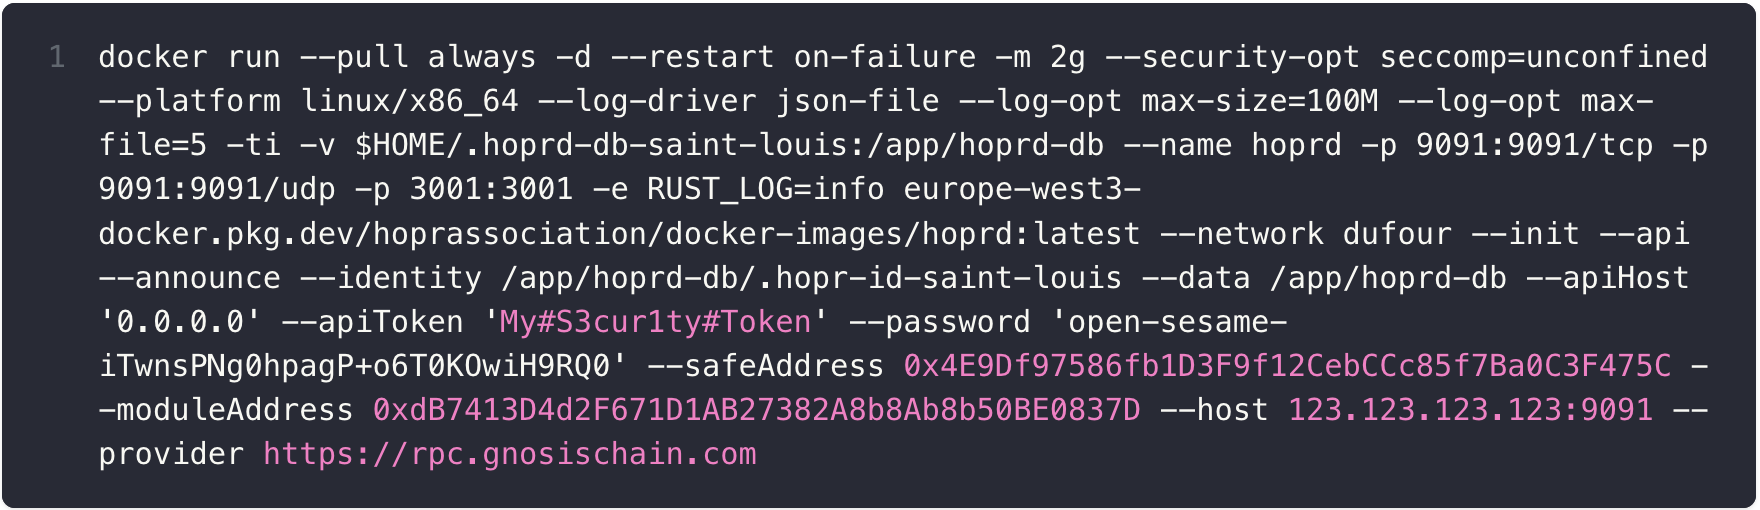 1 docker run --pull always -d --restart on-failure -m 2g --security-opt seccomp=unconfined
--platform linux/x86_64 --log-driver json-file --log-opt max-size=100M --log-opt max-
file=5 -ti -v $HOME/.hoprd-db-saint-louis:/app/hoprd-db --name hoprd -p 9091:9091/tcp -p
9091:9091/udp -p 3001:3001 -e RUST_LOG=info europe-west3-
docker.pkg.dev/hoprassociation/docker-images/hoprd:latest --network dufour --init --api
--announce --identity /app/hoprd-db/.hopr-id-saint-louis --data /app/hoprd-db --apiHost
'0.0.0.0' --apiToken 'My#S3cur1ty#Token' --password 'open-sesame-
iTwnsPNg0hpagP+o6T0KOwiH9RQ0' --safeAddress 0x4E9Df97586fb1D3F9f12CebCCc85f7Ba0C3F475C -
-moduleAddress 0xdB7413D4d2F671D1AB27382A8b8Ab8b50BE0837D --host 123.123.123.123:9091 --
provider https://rpc.gnosischain.com